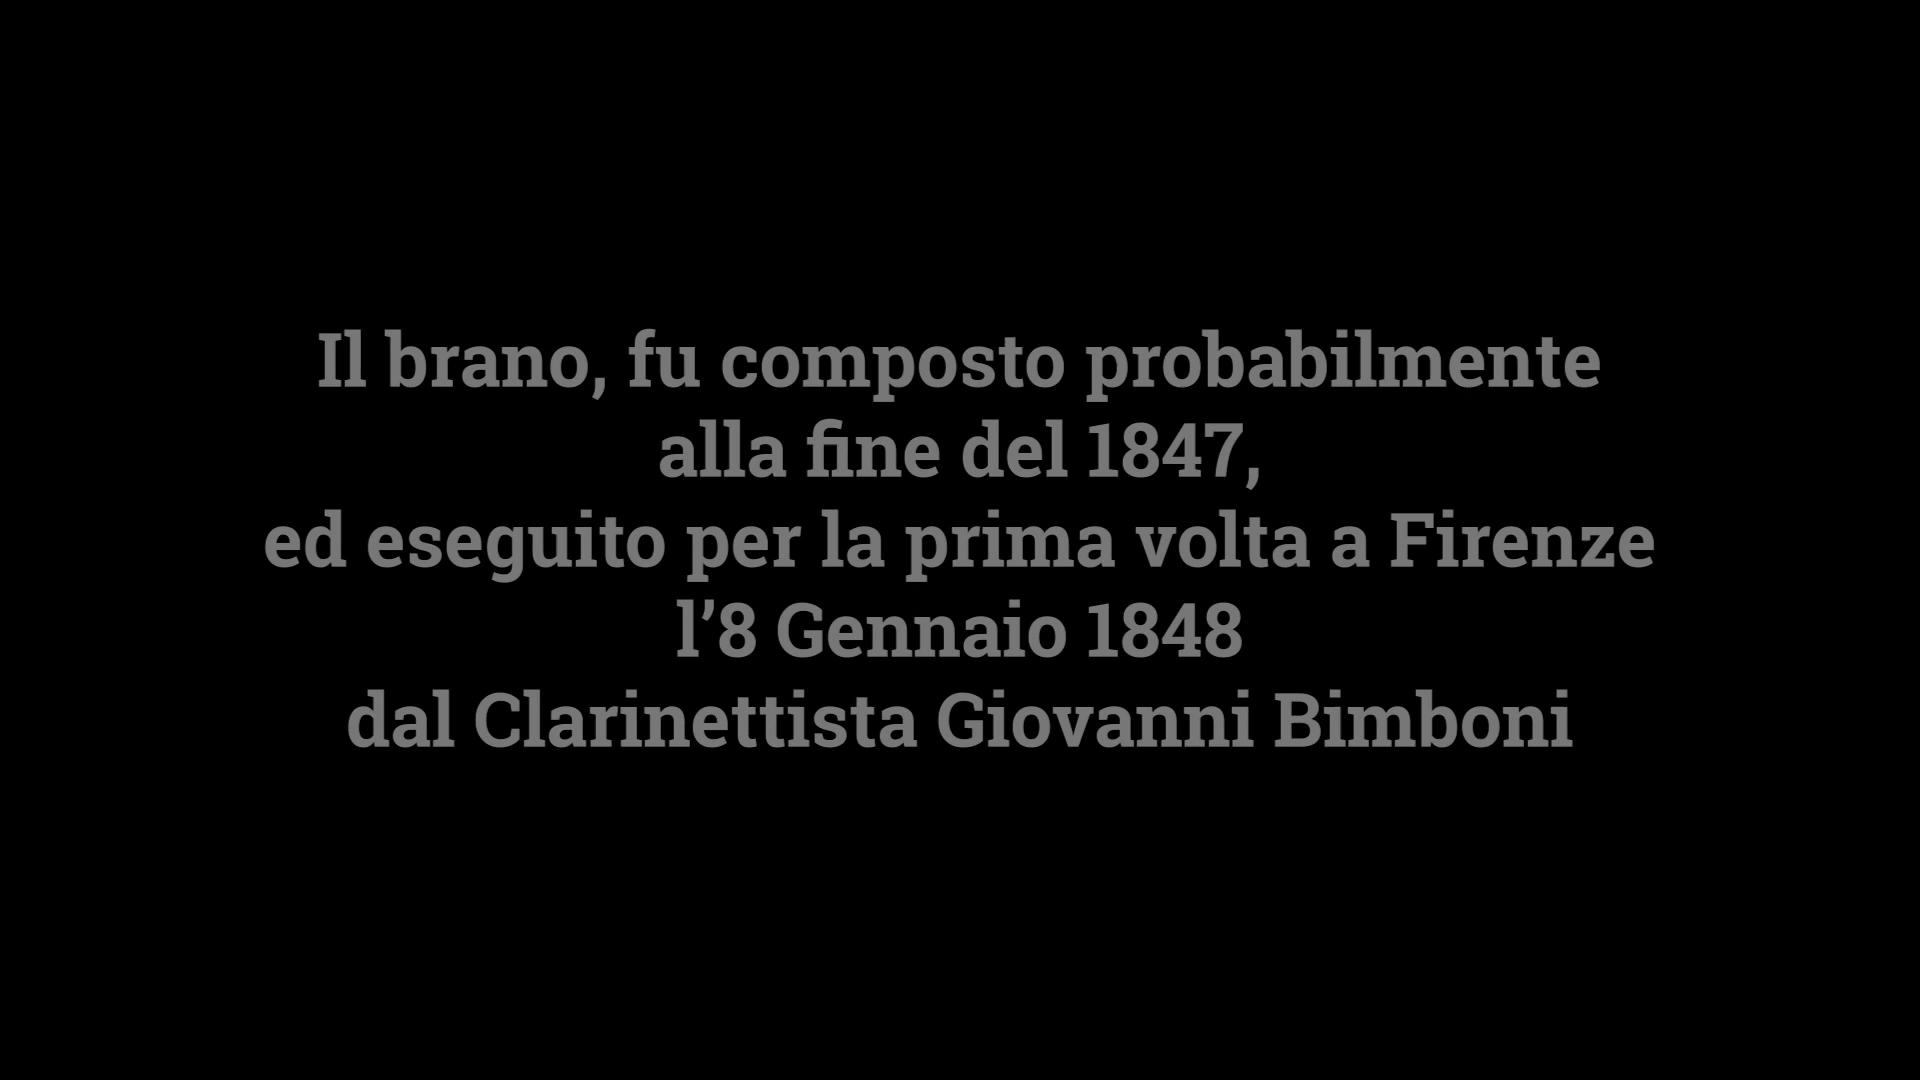 Il brano, fu composto probabilmente
alla fine del 1847,
ed eseguito per la prima volta a Firenze
l’8 Gennaio 1848
dal Clarinettista Giovanni Bimboni